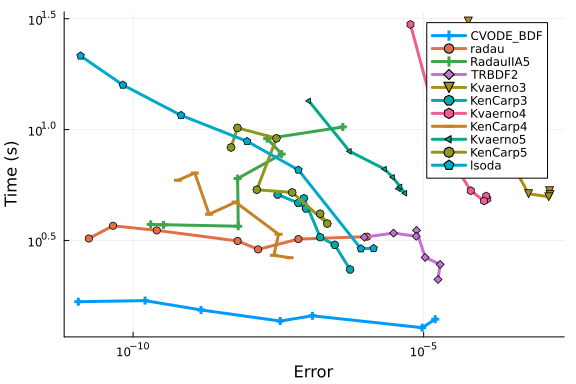 10^1.5
10^1.0
10^0.5
Time (s)
CVODE_BDF
radau
RadauIIA5
TRBDF2
Kvaerno3
KenCarp3
Kvaerno4
KenCarp4
Kvaerno5
KenCarp5
lsoda
10^-10
10^-5
Error